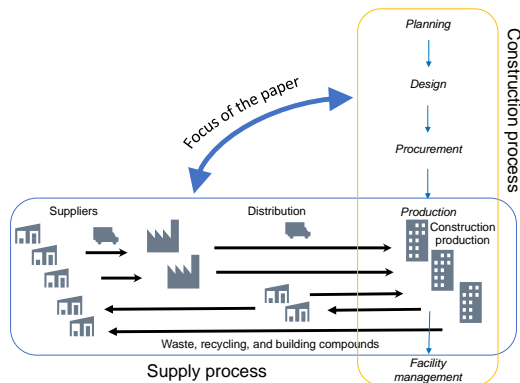 Planning
Design
Procurement
Construction process
Focus of the paper
Suppliers
Distribution
Production
Construction
production
Waste, recycling, and building compounds
Supply process
Facility
management